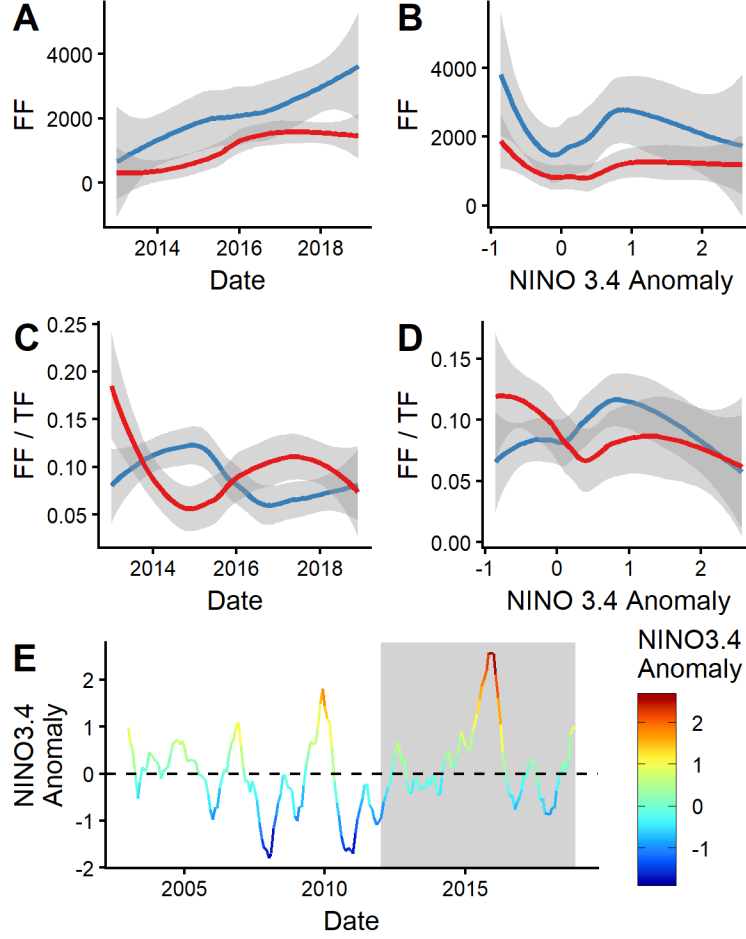 A
FF
4000
2000
0
2014
2016
2018
Date
B
FF
4000
2000
0
-1
0
1
2
NINO 3.4 Anomaly
C
FF / TF
0.25
0.20
0.15
0.10
0.05
2014
2016
2018
Date
D
FF / TF
0.15
0.10
0.05
0.00
-1
0
1
2
NINO 3.4 Anomaly
E
NINO3.4
Anomaly
2
1
0
-1
-2
2005
2010
2015
Date
NINO3.4
Anomaly
2
1
0
-1